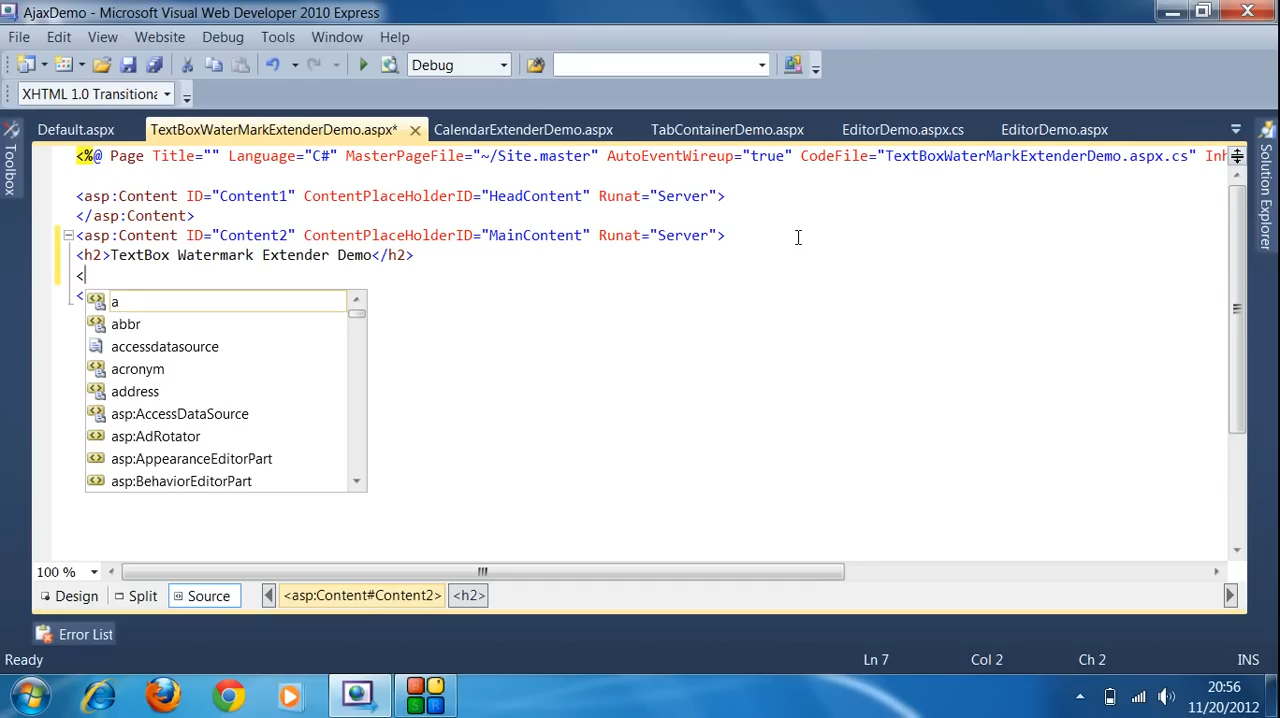 AjaxDemo - Microsoft Visual Web Developer 2010 Express
File Edit View Website Debug Tools Window Help
Debug
XHTML 1.0 Transitiona
Default.aspx TextBoxWaterMarkExtenderDemo.aspx* CalendarExtenderDemo.aspx TabContainerDemo.aspx EditorDemo.aspx.cs EditorDemo.aspx
Toolbox
Solution Explorer
<%@ Page Title="" Language="C#" MasterPageFile="~/Site.master" AutoEventWireup="true" CodeFile="TextBoxWaterMarkExtenderDemo.aspx.cs" Inh
<asp:Content ID="Content1" ContentPlaceHolderID="HeadContent" Runat="Server">
</asp:Content>
<asp:Content ID="Content2" ContentPlaceHolderID="MainContent" Runat="Server">
<h2>TextBox Watermark Extender Demo</h2>
<
<
a
abbr
accessdatasource
acronym
address
asp:AccessDataSource
asp:AdRotator
asp:AppearanceEditorPart
asp:BehaviorEditorPart
100 %
Design Split Source <asp:Content#Content2> <h2>
Error List
Ready Ln 7 Col 2 Ch 2 INS
20:56
11/20/2012